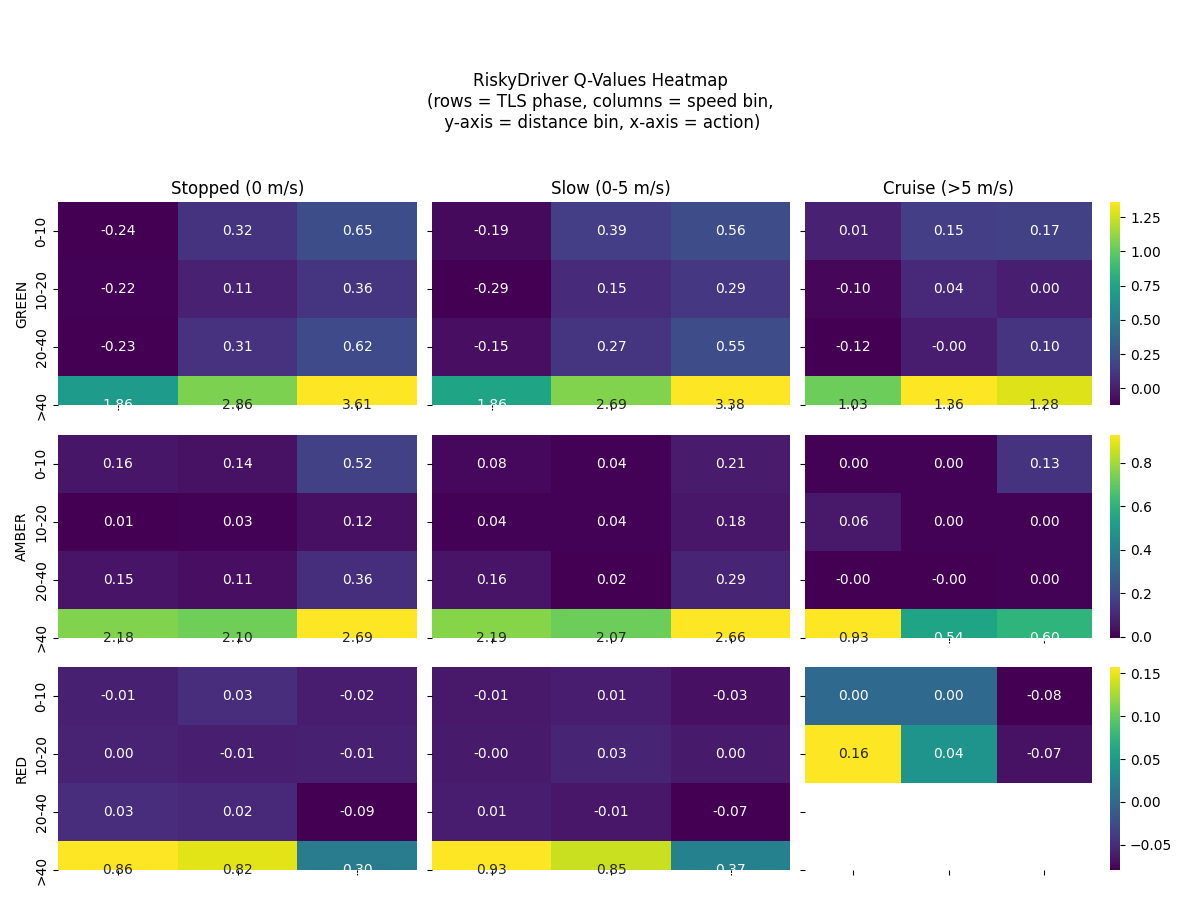 RiskyDriver Q-Values Heatmap
(rows = TLS phase, columns = speed bin,
y-axis = distance bin, x-axis = action)
Stopped (0 m/s) Slow (0-5 m/s) Cruise (>5 m/s)
GREEN
0-10 -0.24 0.32 0.65 -0.19 0.39 0.56 0.01 0.15 0.17
10-20 -0.22 0.11 0.36 -0.29 0.15 0.29 -0.10 0.04 0.00
20-40 -0.23 0.31 0.62 -0.15 0.27 0.55 -0.12 -0.00 0.10
>40 1.86 2.86 3.61 1.86 2.69 3.38 1.03 1.36 1.28
1.25
1.00
0.75
0.50
0.25
0.00
AMBER
0-10 0.16 0.14 0.52 0.08 0.04 0.21 0.00 0.00 0.13
10-20 0.01 0.03 0.12 0.04 0.04 0.18 0.06 0.00 0.00
20-40 0.15 0.11 0.36 0.16 0.02 0.29 -0.00 -0.00 0.00
>40 2.18 2.10 2.69 2.19 2.07 2.66 0.93 0.54 0.60
0.8
0.6
0.4
0.2
0.0
RED
0-10 -0.01 0.03 -0.02 -0.01 0.01 -0.03 0.00 0.00 -0.08
10-20 0.00 -0.01 -0.01 -0.00 0.03 0.00 0.16 0.04 -0.07
20-40 0.03 0.02 -0.09 0.01 -0.01 -0.07
>40 0.86 0.82 0.30 0.93 0.85 0.37
0.15
0.10
0.05
0.00
−0.05